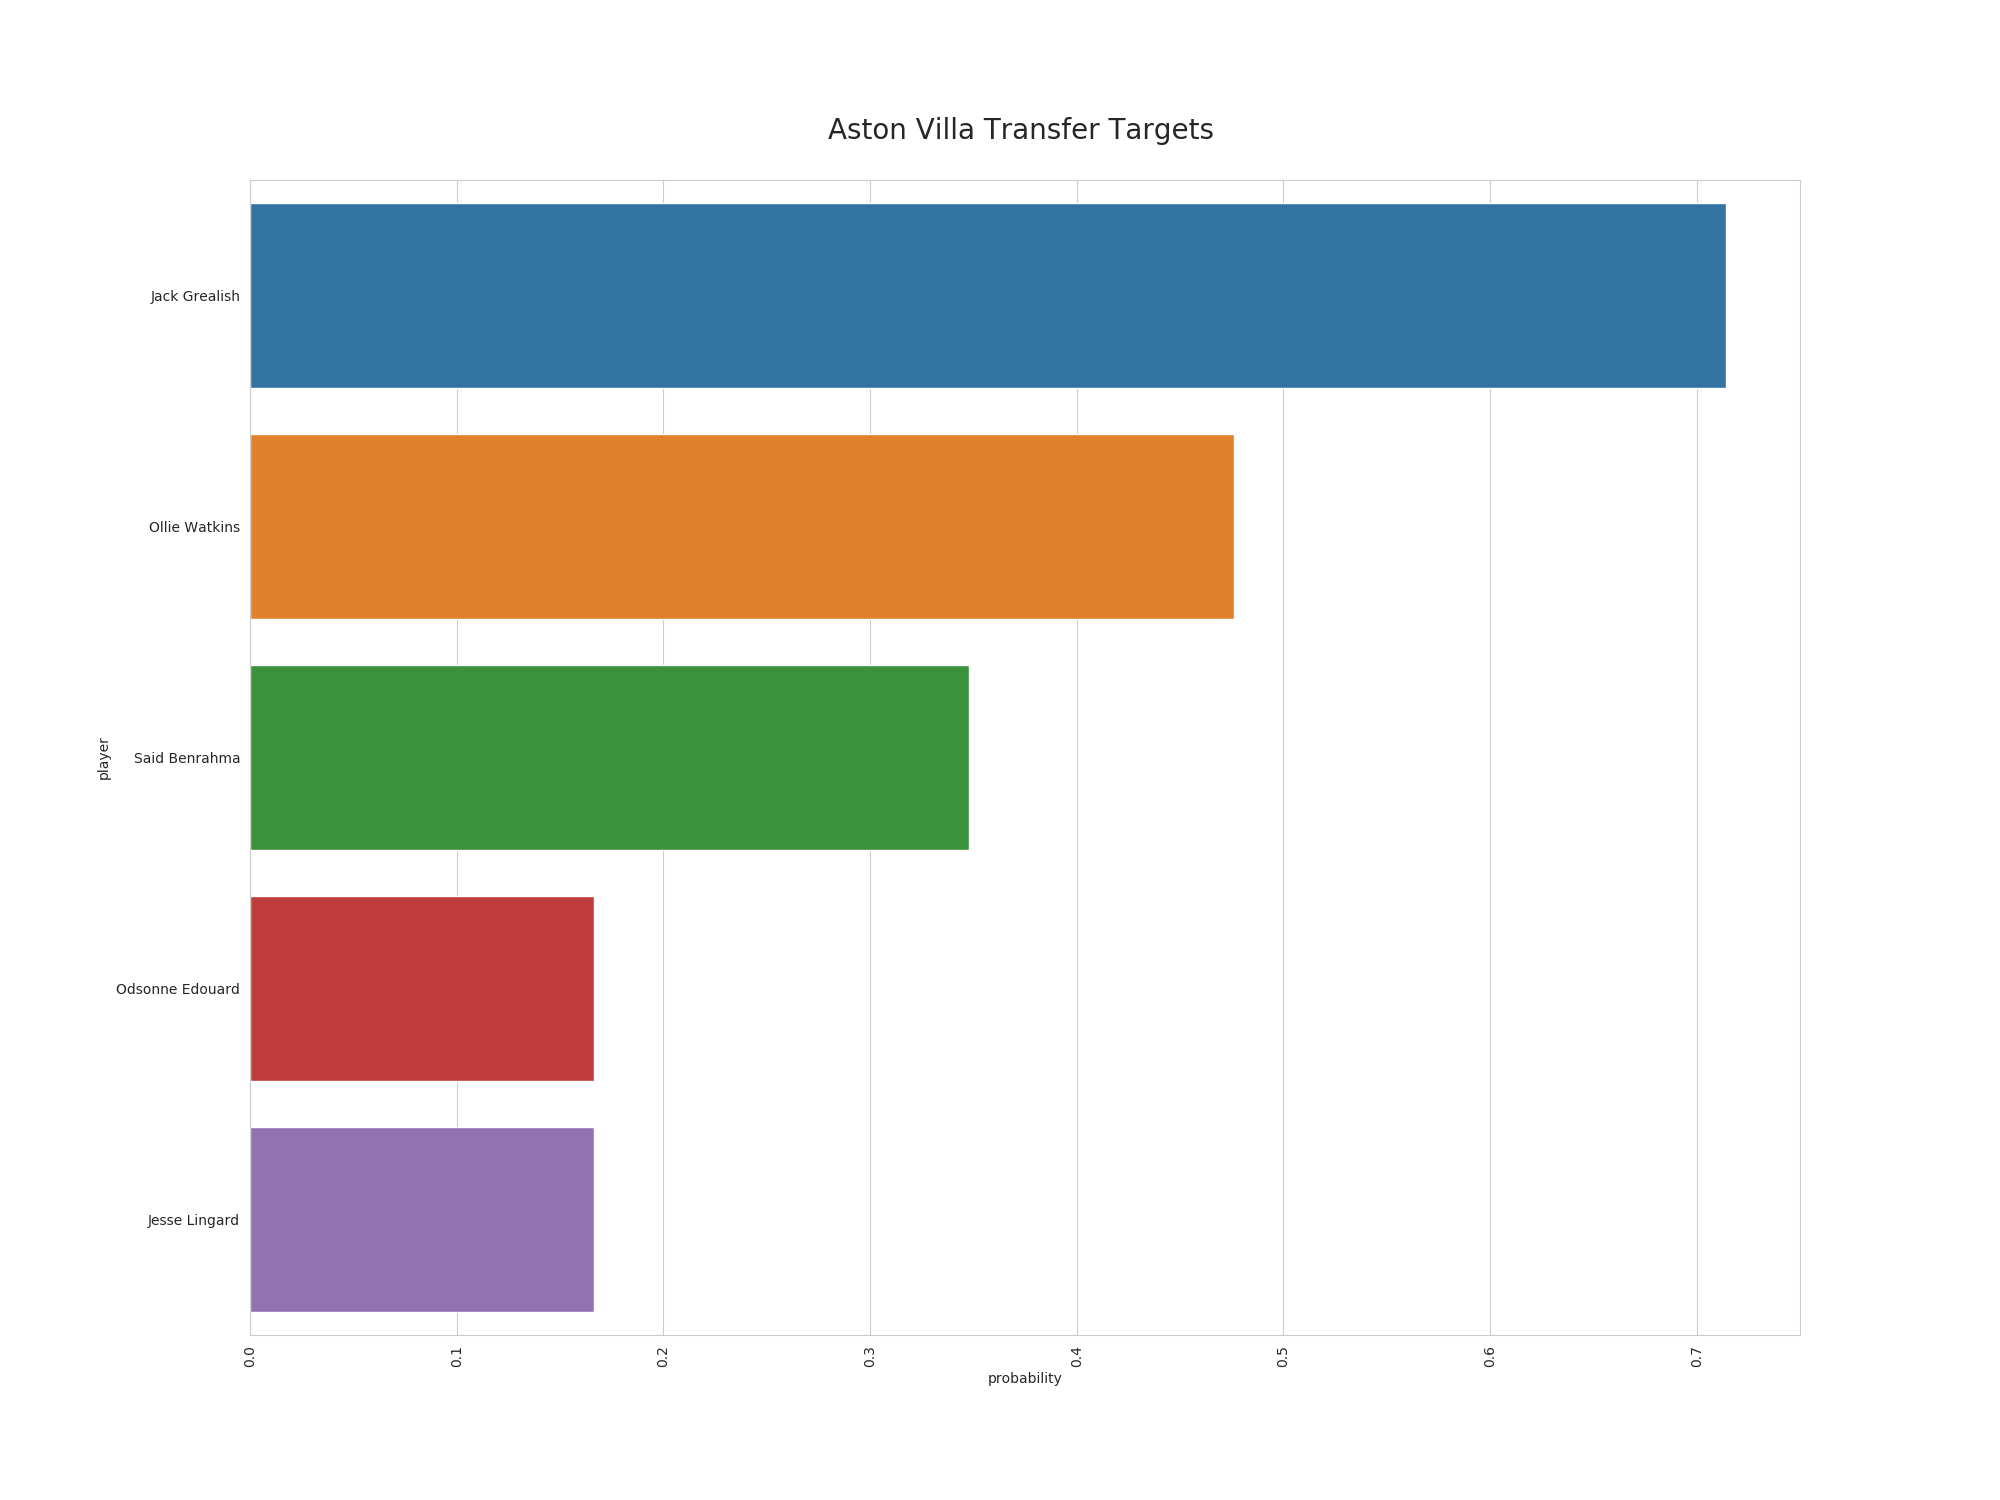 Aston Villa Transfer Targets
Jack Grealish
Ollie Watkins
Said Benrahma
Odsonne Edouard
Jesse Lingard
player
0.0 0.1 0.2 0.3 0.4 0.5 0.6 0.7
probability